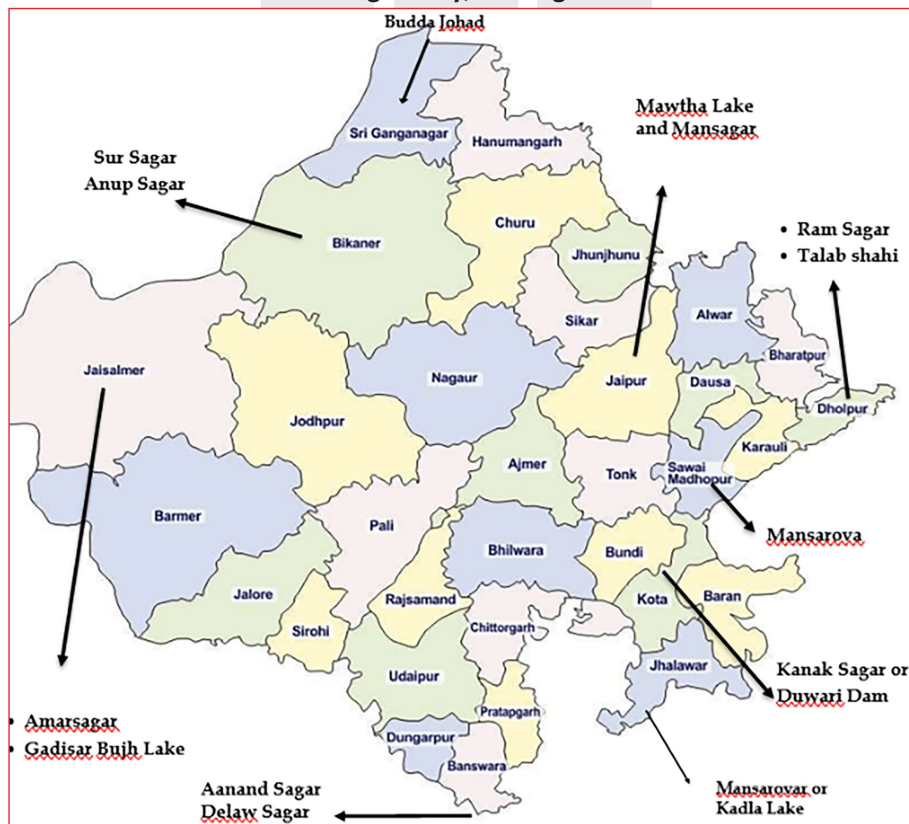 Budda Johad
Mawtha Lake
and Mansagar
Sri Ganganagar
Hanumangarh
Sur Sagar
Anup Sagar
Churu
Bikaner
Jhunjhunu
• Ram Sagar
• Talab shahi
Sikar
Alwar
Bharatpur
Jaisalmer
Nagaur
Jaipur
Dausa
Dholpur
Jodhpur
Karauli
Ajmer
Tonk
Sawai
Madhopur
Barmer
Pali
Mansarova
Bhilwara
Bundi
Jalore
Rajsamand
Kota
Baran
Sirohi
Chittorgarh
Jhalawar
Udaipur
Kanak Sagar or
Duwari Dam
Pratapgarh
• Amarsagar
• Gadisar Bujh Lake
Dungarpur
Banswara
Aanand Sagar
Delaw Sagar
Mansarovar or
Kadla Lake